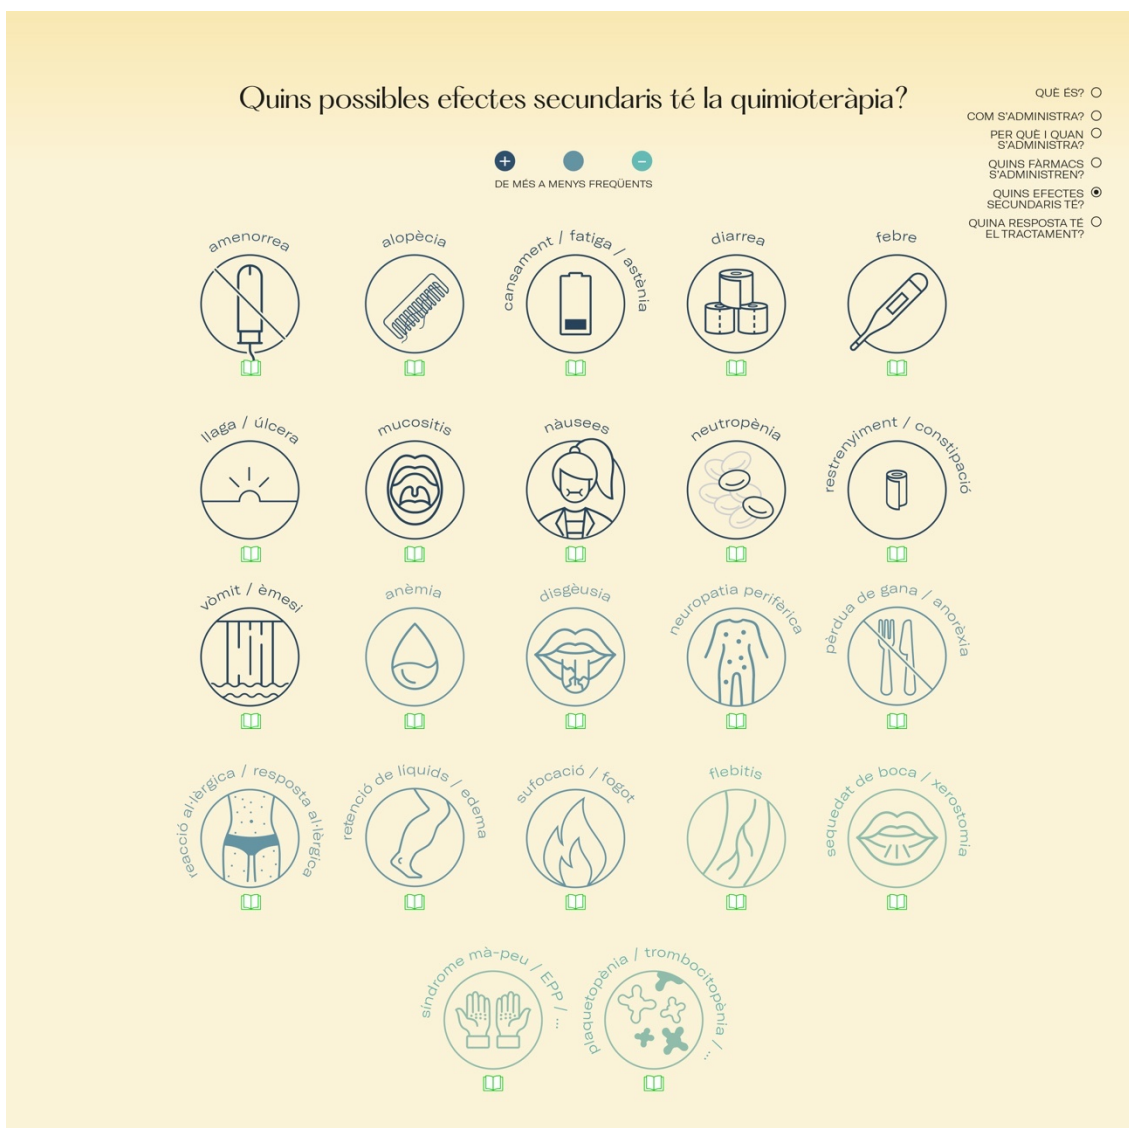 Quins possibles efectes secundaris té la quimioteràpia?
+
–
DE MÉS A MENYS FREQÜENTS
QUÈ ÉS?
COM S'ADMINISTRA?
PER QUÈ I QUAN
S'ADMINISTRA?
QUINS FÀRMACS
S'ADMINISTREN?
QUINS EFECTES
SECUNDARIS TÉ?
QUINA RESPOSTA TÉ
EL TRACTAMENT?
amenorrea
alopècia
cansament / fatiga / astènia
diarrea
febre
llaga / úlcera
mucositis
nàusees
neutropènia
restrenyiment / constipació
vòmit / èmesi
anèmia
disgèusia
neuropatia perifèrica
pèrdua de gana / anorèxia
reacció al·lèrgica / resposta al·lèrgica
retenció de líquids / edema
sufocació / fogot
flebitis
sequedat de boca / xerostomia
síndrome mà-peu / EPP / ...
plaquetopènia / trombocitopènia / ...